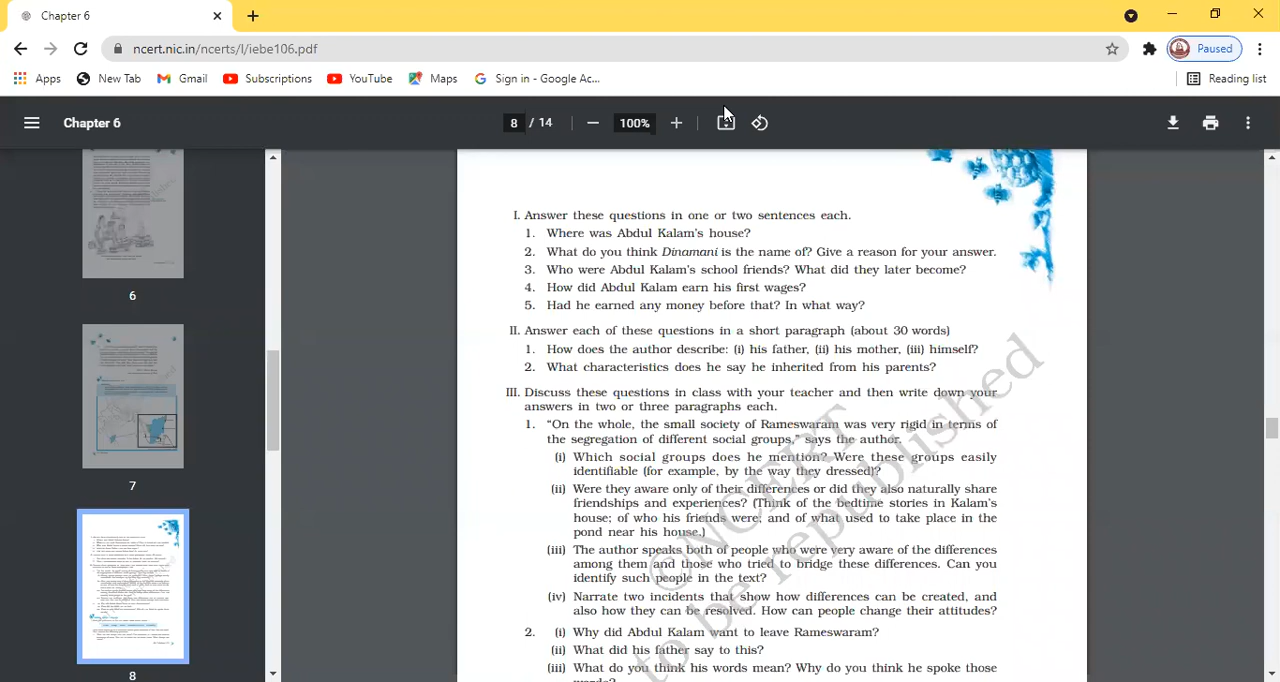 Chapter 6
ncert.nic.in/ncerts/l/iebe106.pdf
Paused
Apps
New Tab
Gmail
Subscriptions
YouTube
Maps
Sign in - Google Ac...
Reading list
Chapter 6
8 / 14
100%
6
7
8
I. Answer these questions in one or two sentences each.
1. Where was Abdul Kalam's house?
2. What do you think Dinamani is the name of? Give a reason for your answer.
3. Who were Abdul Kalam's school friends? What did they later become?
4. How did Abdul Kalam earn his first wages?
5. Had he earned any money before that? In what way?
II. Answer each of these questions in a short paragraph (about 30 words)
1. How does the author describe: (i) his father, (ii) his mother, (iii) himself?
2. What characteristics does he say he inherited from his parents?
III. Discuss these questions in class with your teacher and then write down your
answers in two or three paragraphs each.
1. "On the whole, the small society of Rameswaram was very rigid in terms of
the segregation of different social groups," says the author.
(i) Which social groups does he mention? Were these groups easily
identifiable (for example, by the way they dressed)?
(ii) Were they aware only of their differences or did they also naturally share
friendships and experiences? (Think of the bedtime stories in Kalam's
house; of who his friends were; and of what used to take place in the
pond near his house.)
The author speaks both of people who were very aware of the differences
among them and those who tried to bridge these differences. Can you
identify such people in the text?
Narrate two incidents that show how differences can be created, and
also how they can be resolved. How can people change their attitudes?
2. (i) Why did Abdul Kalam want to leave Rameswaram?
(ii) What did his father say to this?
(iii) What do you think his words mean? Why do you think he spoke those
words?
© NCERT
to be republished